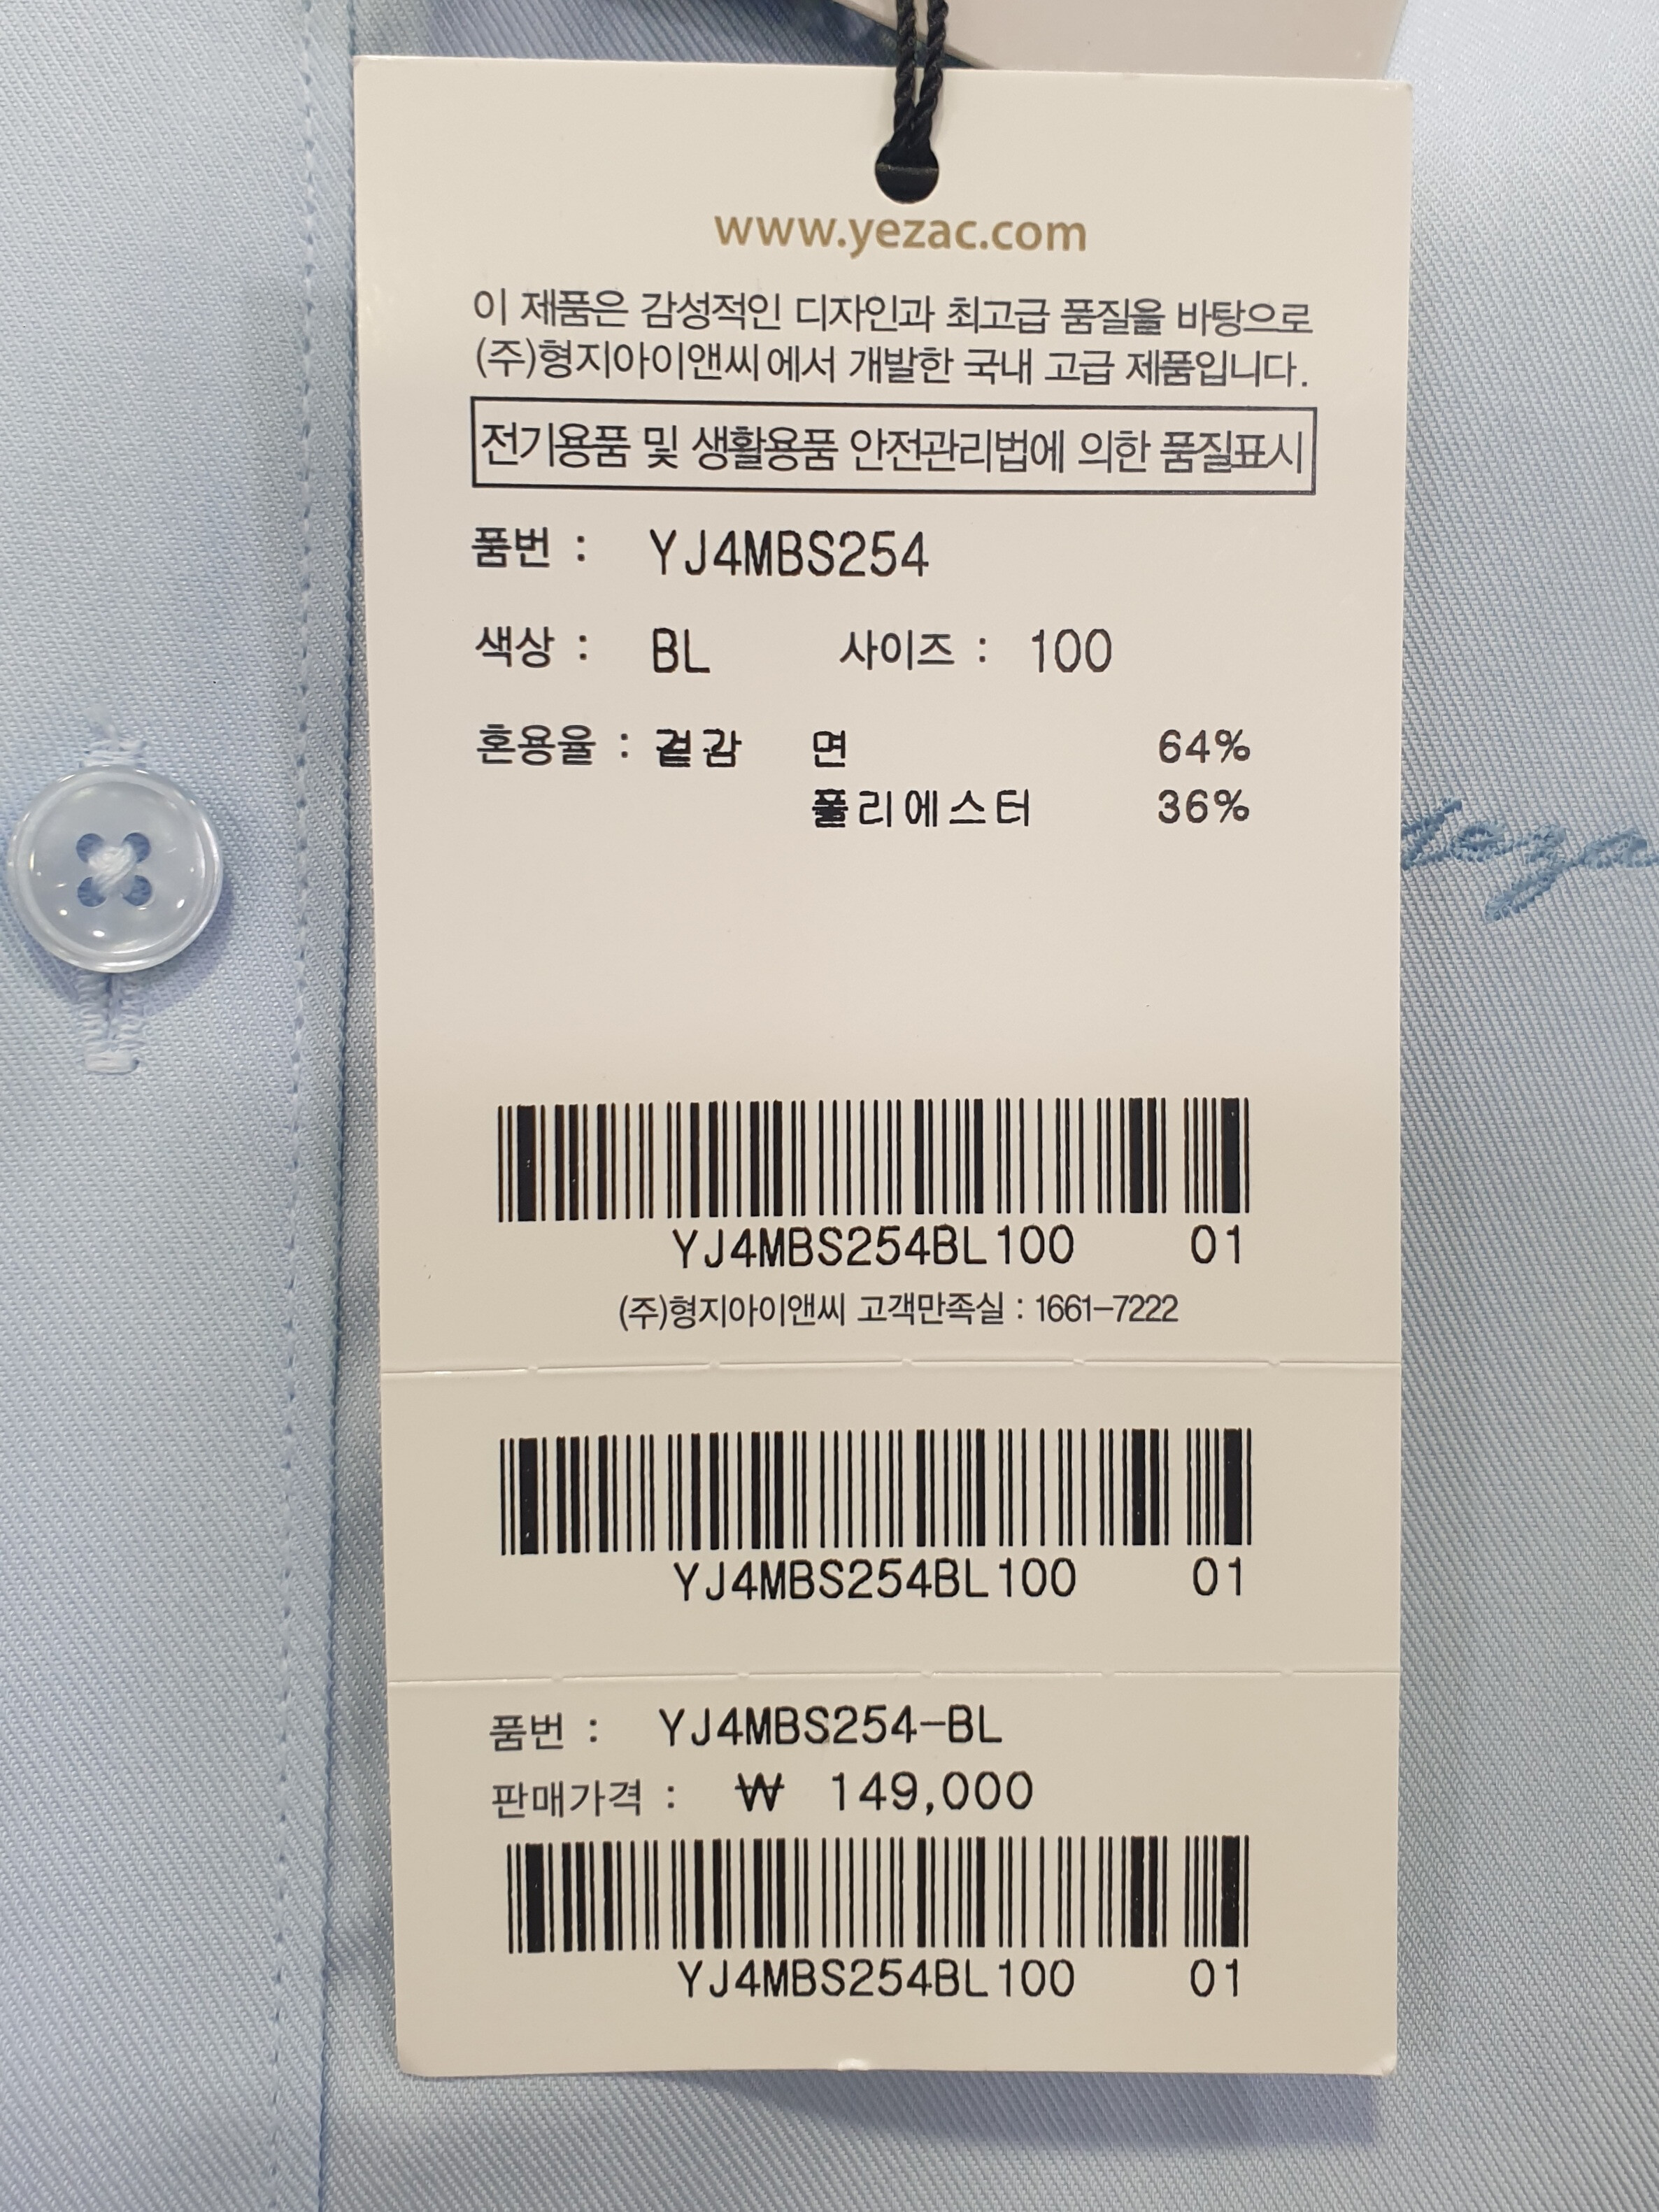 www.yezac.com
이 제품은 감성적인 디자인과 최고급 품질을 바탕으로
(주)형지아이앤씨에서 개발한 국내 고급 제품입니다.
전기용품 및 생활용품 안전관리법에 의한 품질표시
품번 : YJ4MBS254
색상 : BL 사이즈 : 100
혼용율 : 겉감 면 64%
폴리에스터 36%
YJ4MBS254BL100 01
(주)형지아이앤씨 고객만족실 : 1661-7222
YJ4MBS254BL100 01
품번 : YJ4MBS254-BL
판매가격 : ₩ 149,000
YJ4MBS254BL100 01